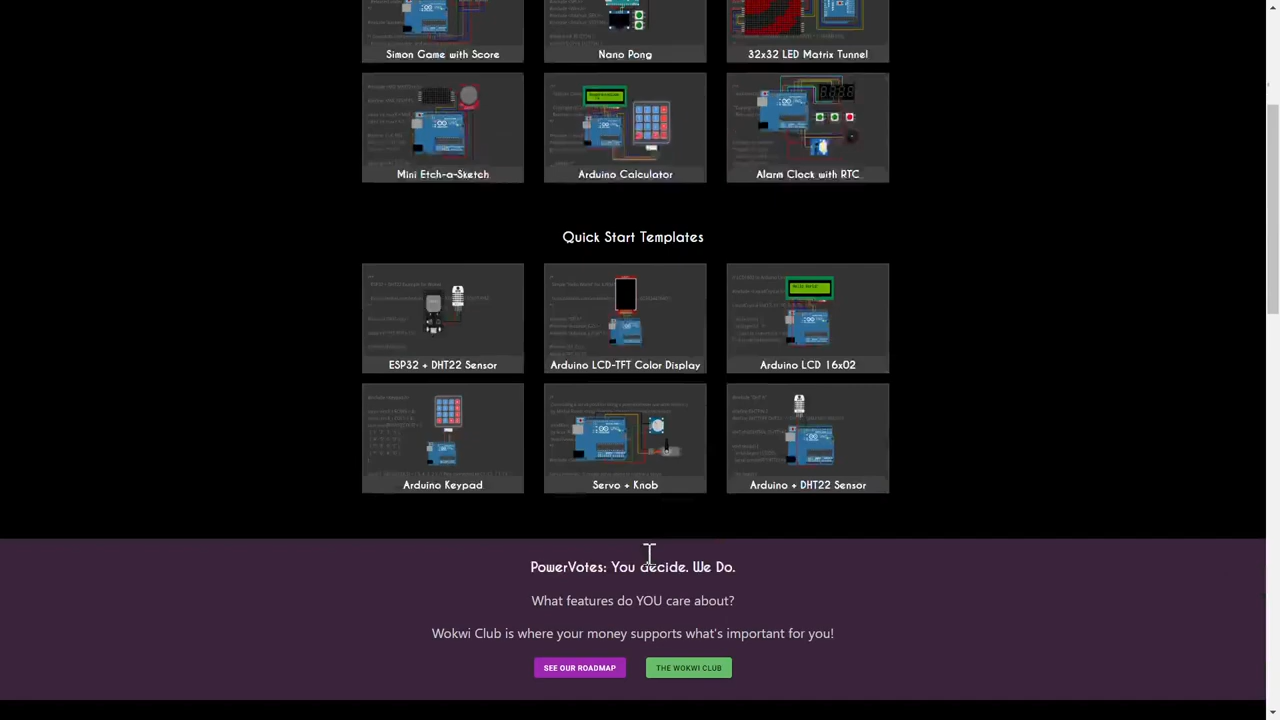 Simon Game with Score
Nano Pong
32x32 LED Matrix Tunnel
Mini Etch-a-Sketch
Arduino Calculator
Alarm Clock with RTC
Quick Start Templates
ESP32 + DHT22 Sensor
Arduino LCD-TFT Color Display
Arduino LCD 16x02
Arduino Keypad
Servo + Knob
Arduino + DHT22 Sensor
PowerVotes: You decide. We Do.
What features do YOU care about?
Wokwi Club is where your money supports what's important for you!
SEE OUR ROADMAP
THE WOKWI CLUB